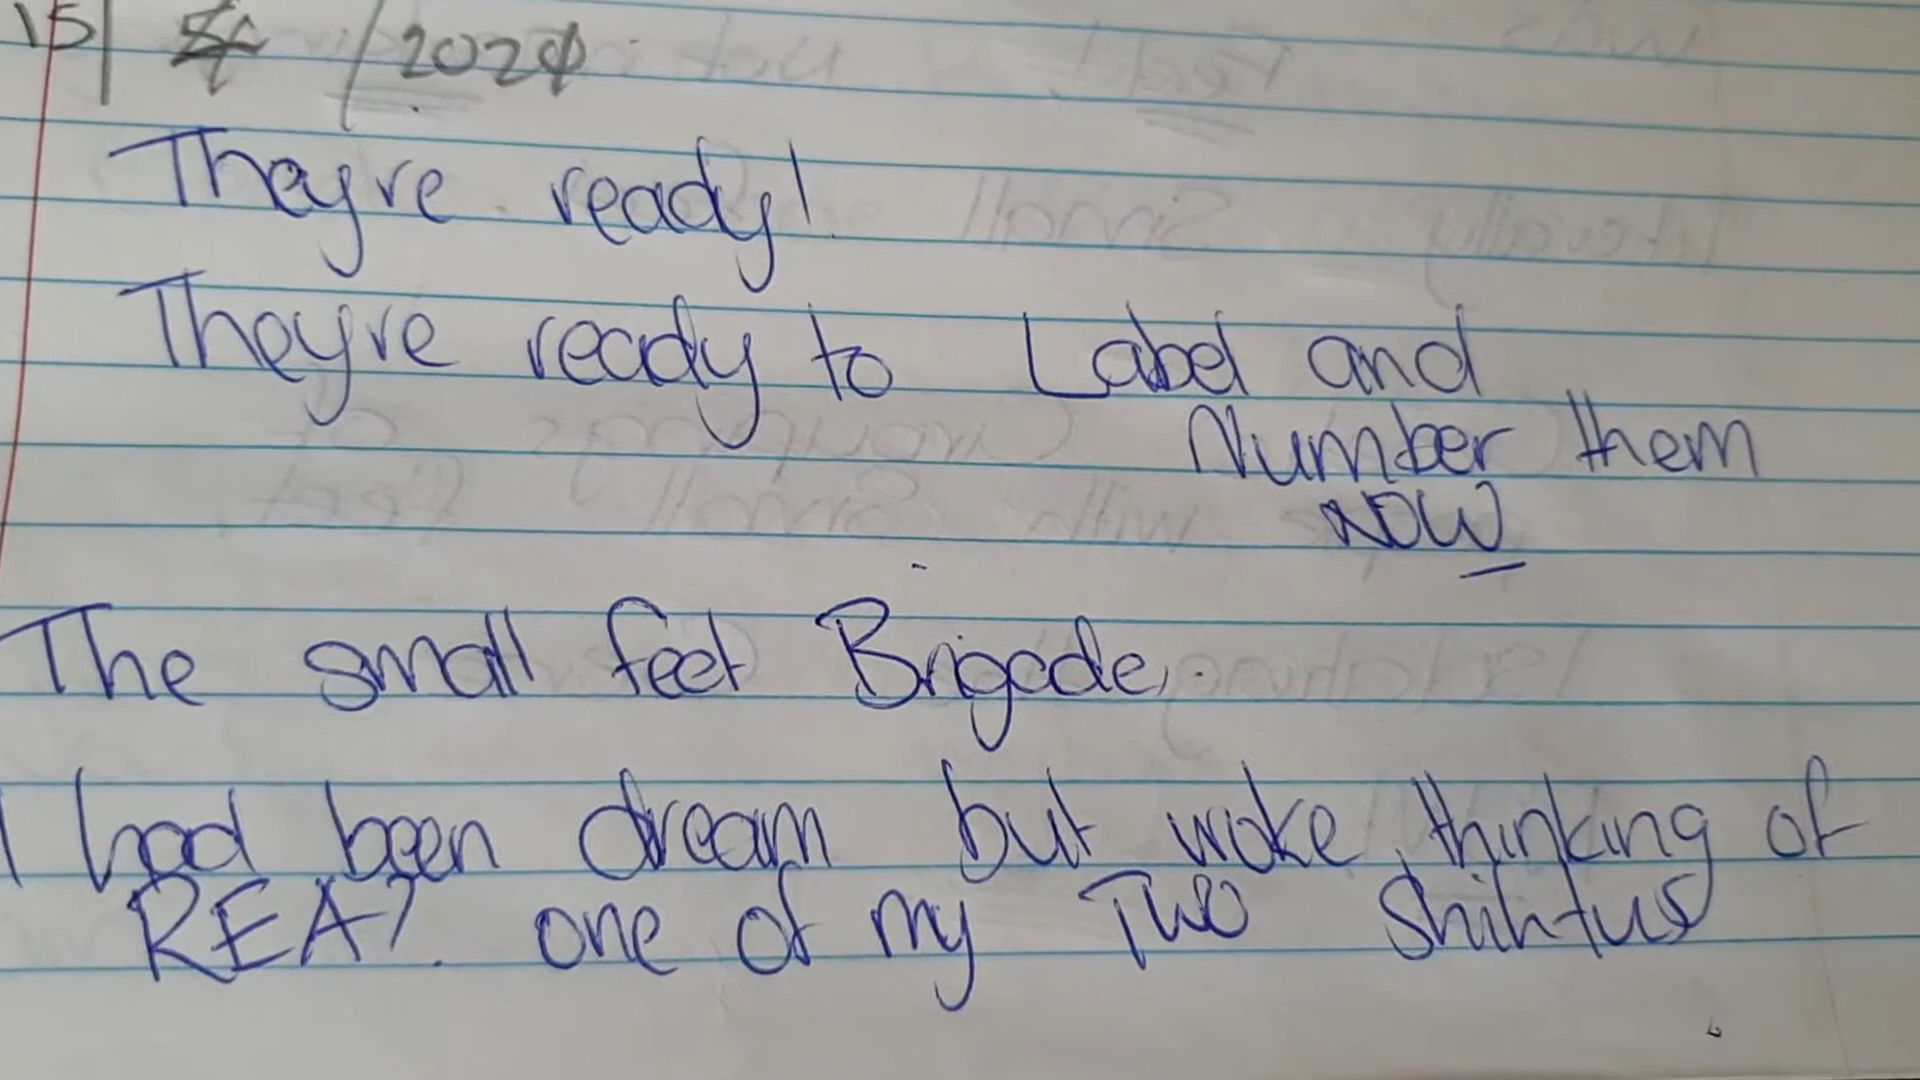 15/ /2021
Theyre ready!
Theyre ready to Label and
Number them
NOW
The small feet Brigade.
I had been dream but woke thinking of
REA? one of my Two Shihtus